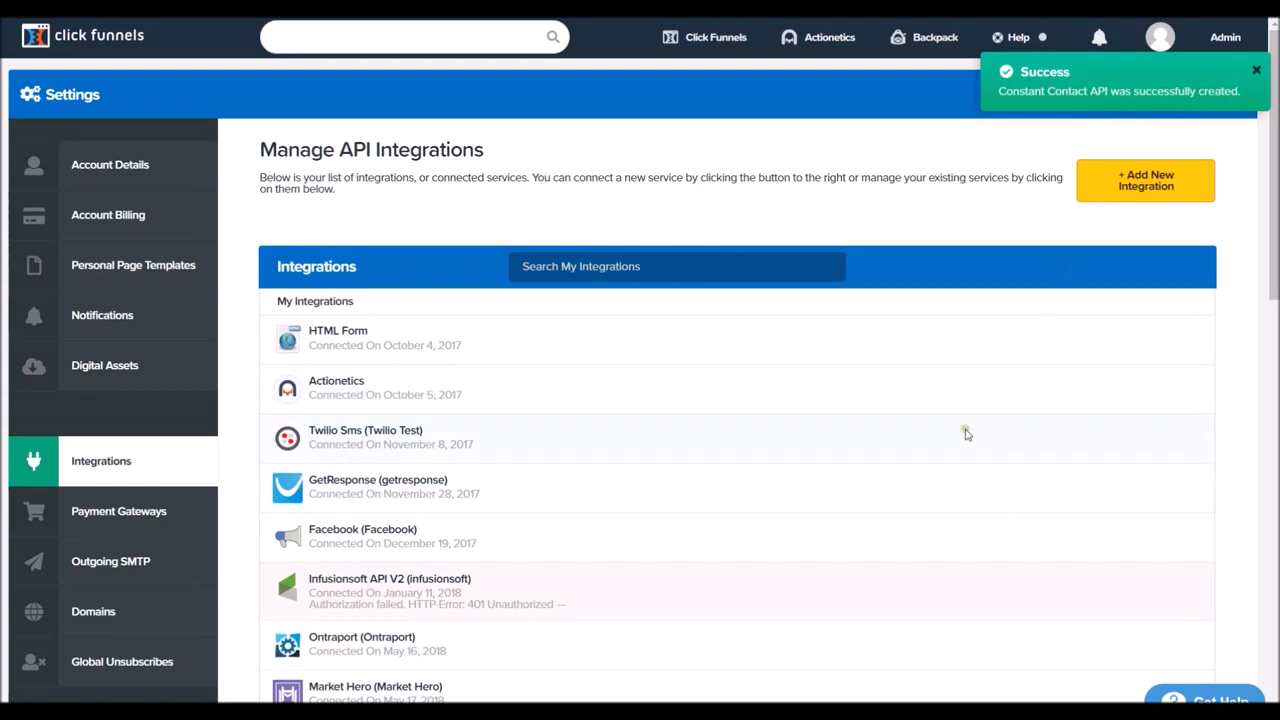 click funnels
Click Funnels
Actionetics
Backpack
Help
Admin
Success
Constant Contact API was successfully created.
Settings
Account Details
Account Billing
Personal Page Templates
Notifications
Digital Assets
Integrations
Payment Gateways
Outgoing SMTP
Domains
Global Unsubscribes
Manage API Integrations
Below is your list of integrations, or connected services. You can connect a new service by clicking the button to the right or manage your existing services by clicking
on them below.
+ Add New
Integration
Integrations
Search My Integrations
My Integrations
HTML Form
Connected On October 4, 2017
Actionetics
Connected On October 5, 2017
Twilio Sms (Twilio Test)
Connected On November 8, 2017
GetResponse (getresponse)
Connected On November 28, 2017
Facebook (Facebook)
Connected On December 19, 2017
Infusionsoft API V2 (infusionsoft)
Connected On January 11, 2018
Authorization failed. HTTP-Error: 401 Unauthorized —
Ontraport (Ontraport)
Connected On May 16, 2018
Market Hero (Market Hero)
Connected On May 17, 2018
Get Help